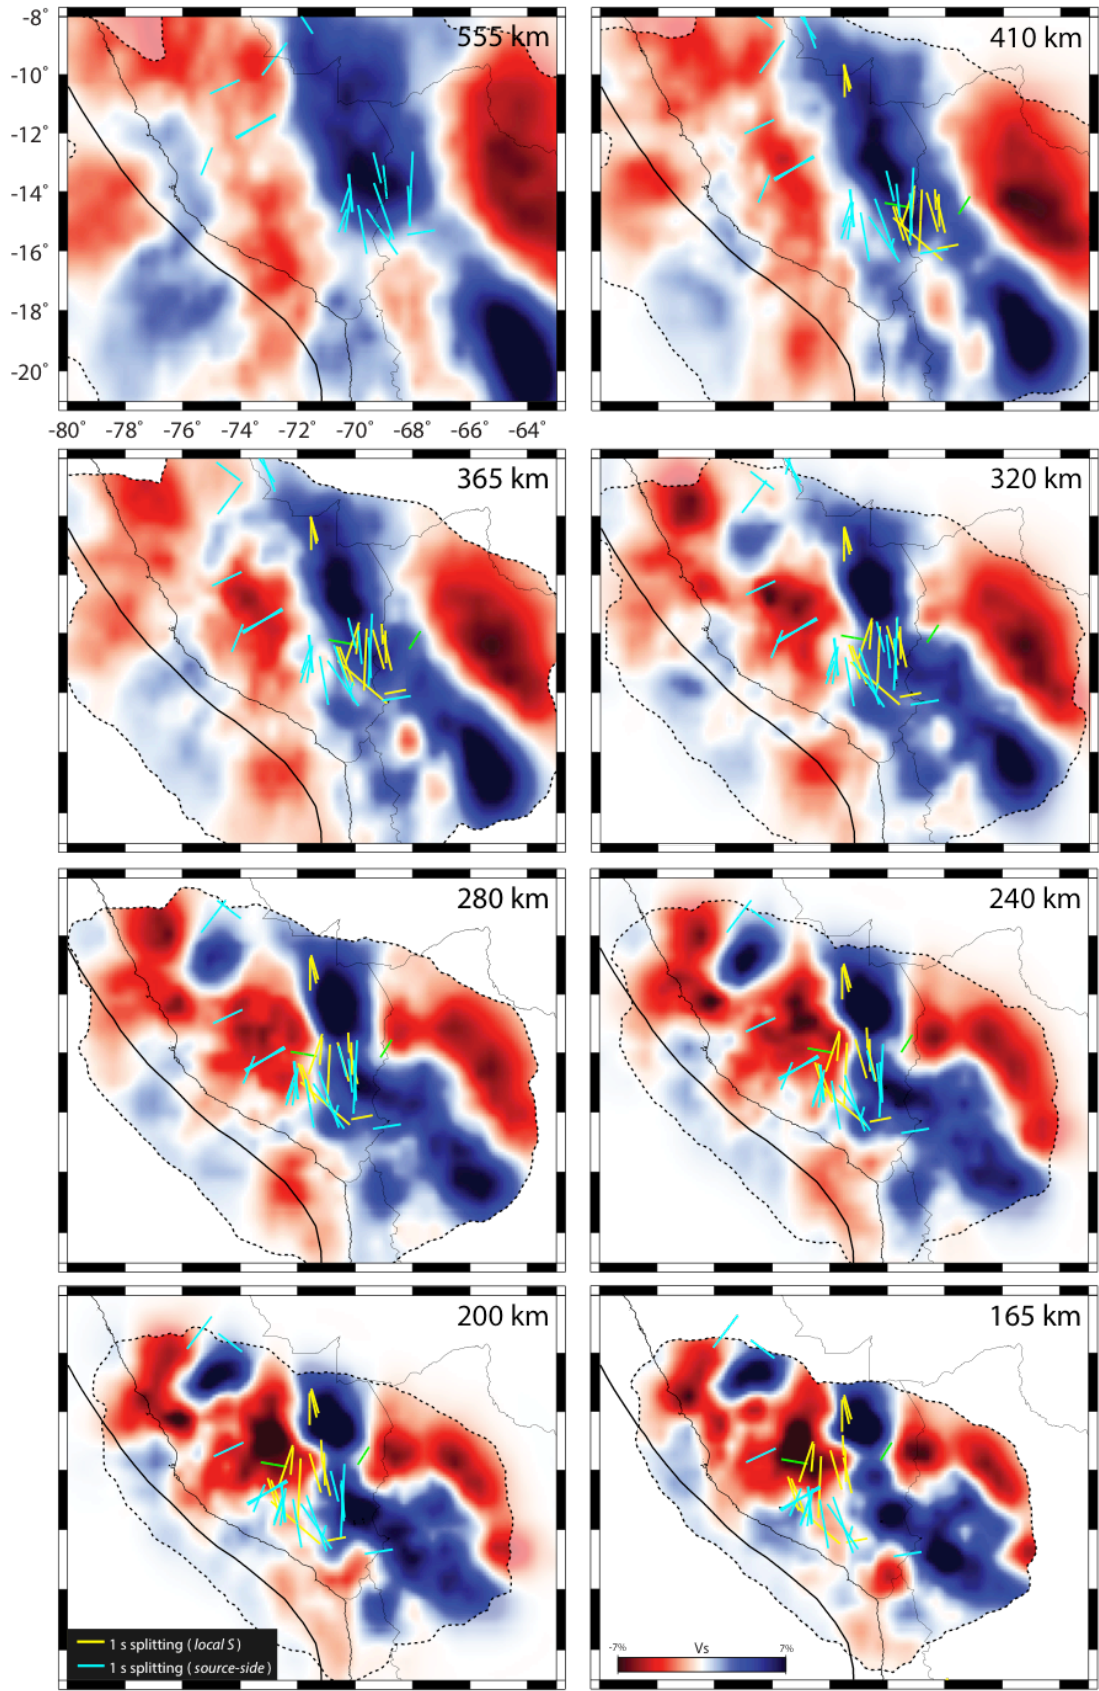 -8°
-10°
-12°
-14°
-16°
-18°
-20°
555 km
410 km
-80 -78 -76 -74 -72 -70 -68 -66 -64
365 km
320 km
280 km
240 km
200 km
165 km
1 s splitting ( local S )
1 s splitting ( source-side )
-7% Vs 7%